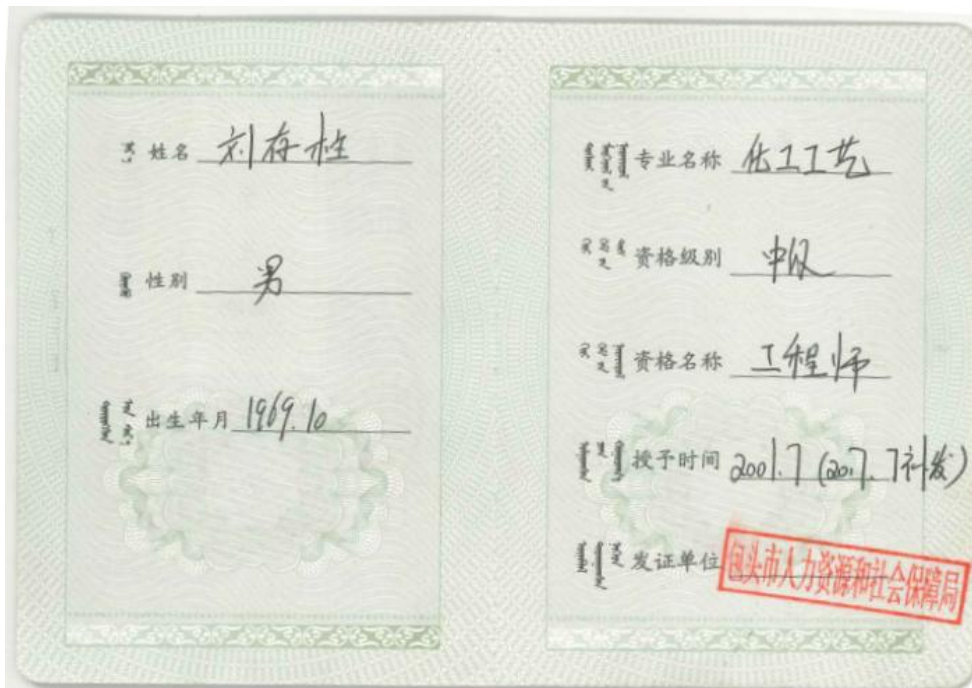 姓名 刘存柱
性别 男
出生年月 1969.10
专业名称 化工工艺
资格级别 中级
资格名称 工程师
授予时间 2001.7 (2017.7补发)
发证单位 包头市人力资源和社会保障局